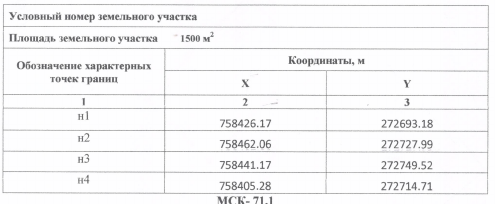 Условный номер земельного участка
Площадь земельного участка 1500 м²
Обозначение характерных точек границ
Координаты, м
X
Y
1
2
3
н1
758426.17
272693.18
н2
758462.06
272727.99
н3
758441.17
272749.52
н4
758405.28
272714.71
МСК- 71.1